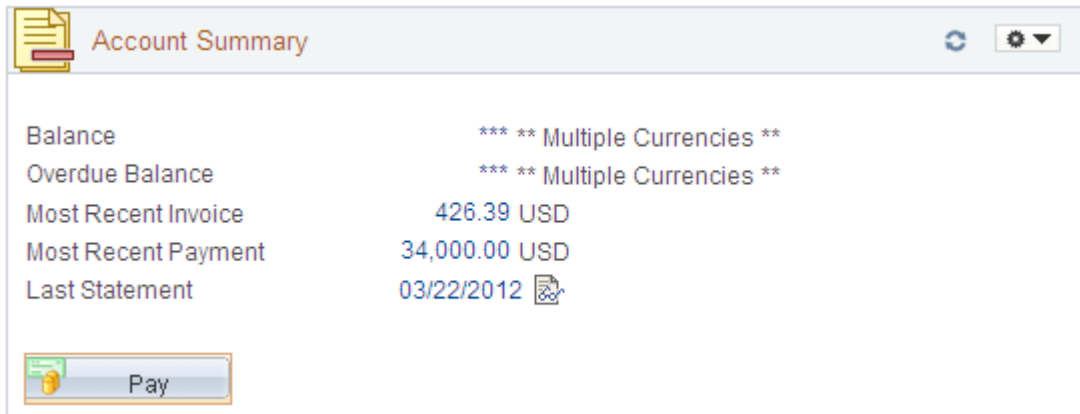 Account Summary
Balance *** ** Multiple Currencies **
Overdue Balance *** ** Multiple Currencies **
Most Recent Invoice 426.39 USD
Most Recent Payment 34,000.00 USD
Last Statement 03/22/2012
Pay